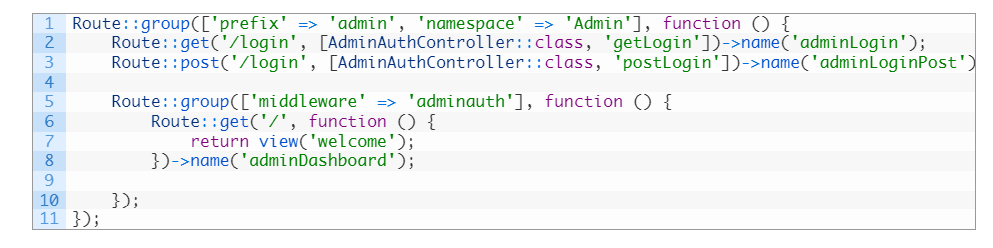 1 Route::group(['prefix' => 'admin', 'namespace' => 'Admin'], function () {
2     Route::get('/login', [AdminAuthController::class, 'getLogin'])->name('adminLogin');
3     Route::post('/login', [AdminAuthController::class, 'postLogin'])->name('adminLoginPost')
4
5     Route::group(['middleware' => 'adminauth'], function () {
6         Route::get('/', function () {
7             return view('welcome');
8         })->name('adminDashboard');
9
10     });
11 });